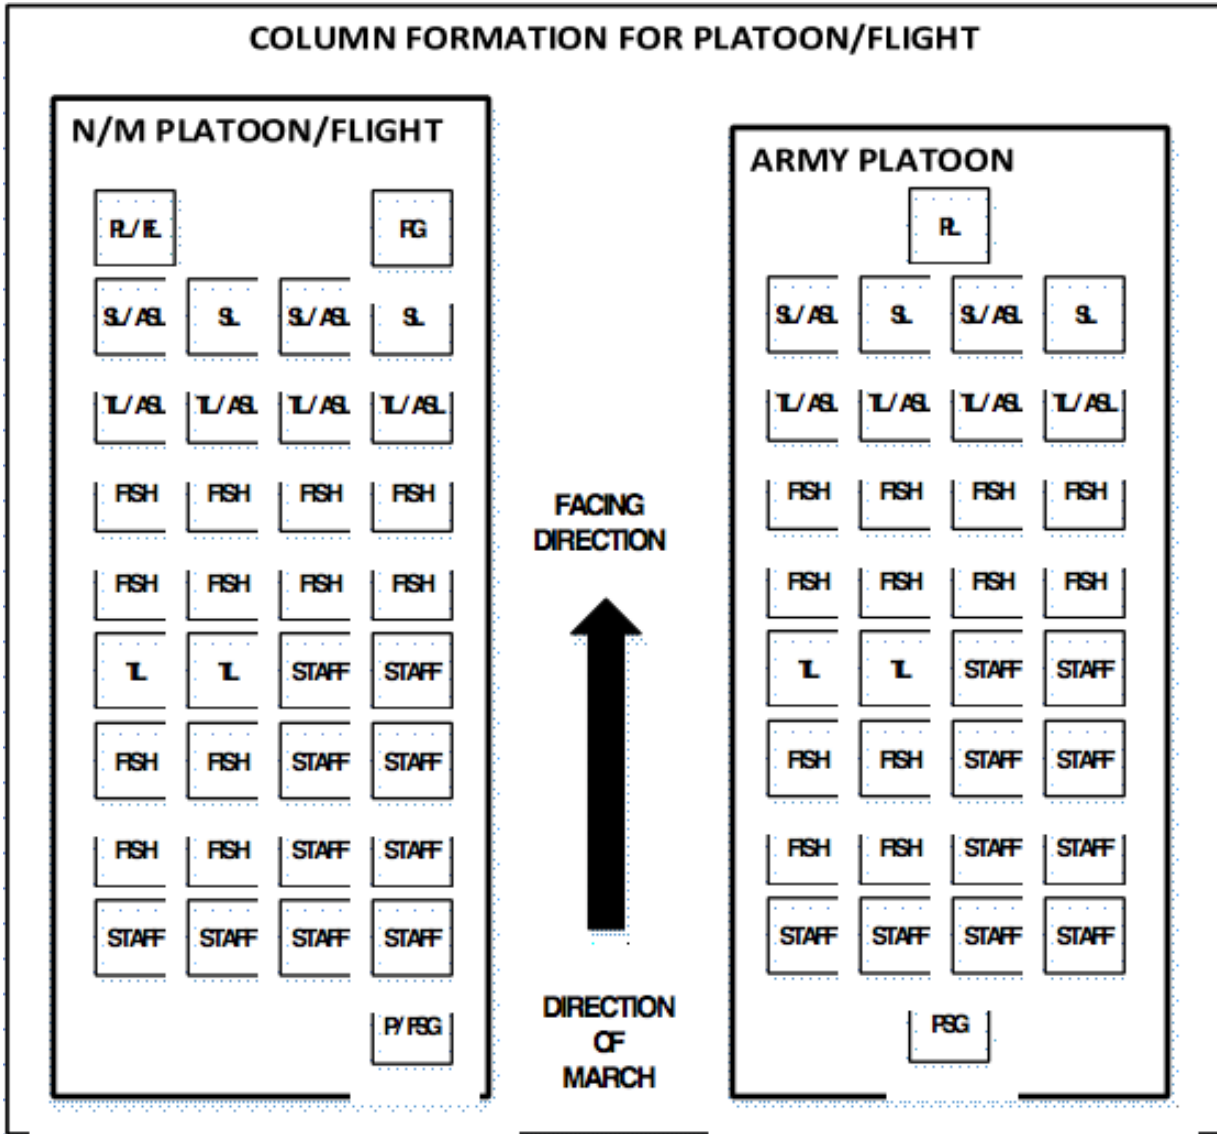 COLUMN FORMATION FOR PLATOON/FLIGHT
N/M PLATOON/FLIGHT
PL/FL PG
SL/ASL SL SL/ASL SL
TL/ASL TL/ASL TL/ASL TL/ASL
FISH FISH FISH FISH
FISH FISH FISH FISH
TL TL STAFF STAFF
FISH FISH STAFF STAFF
FISH FISH STAFF STAFF
STAFF STAFF STAFF STAFF
P/FSG
FACING
DIRECTION
DIRECTION
OF
MARCH
ARMY PLATOON
PL
SL/ASL SL SL/ASL SL
TL/ASL TL/ASL TL/ASL TL/ASL
FISH FISH FISH FISH
FISH FISH FISH FISH
TL TL STAFF STAFF
FISH FISH STAFF STAFF
FISH FISH STAFF STAFF
STAFF STAFF STAFF STAFF
PSG